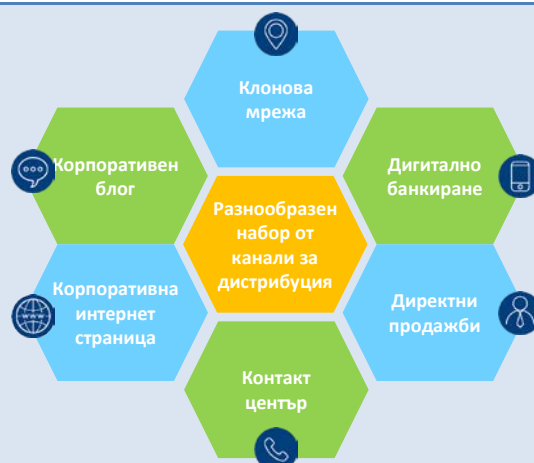 Клонова
мрежа
Корпоративен
блог
Дигитално
банкиране
Разнообразен
набор от
канали за
дистрибуция
Корпоративна
интернет
страница
Директни
продажби
Контакт
център